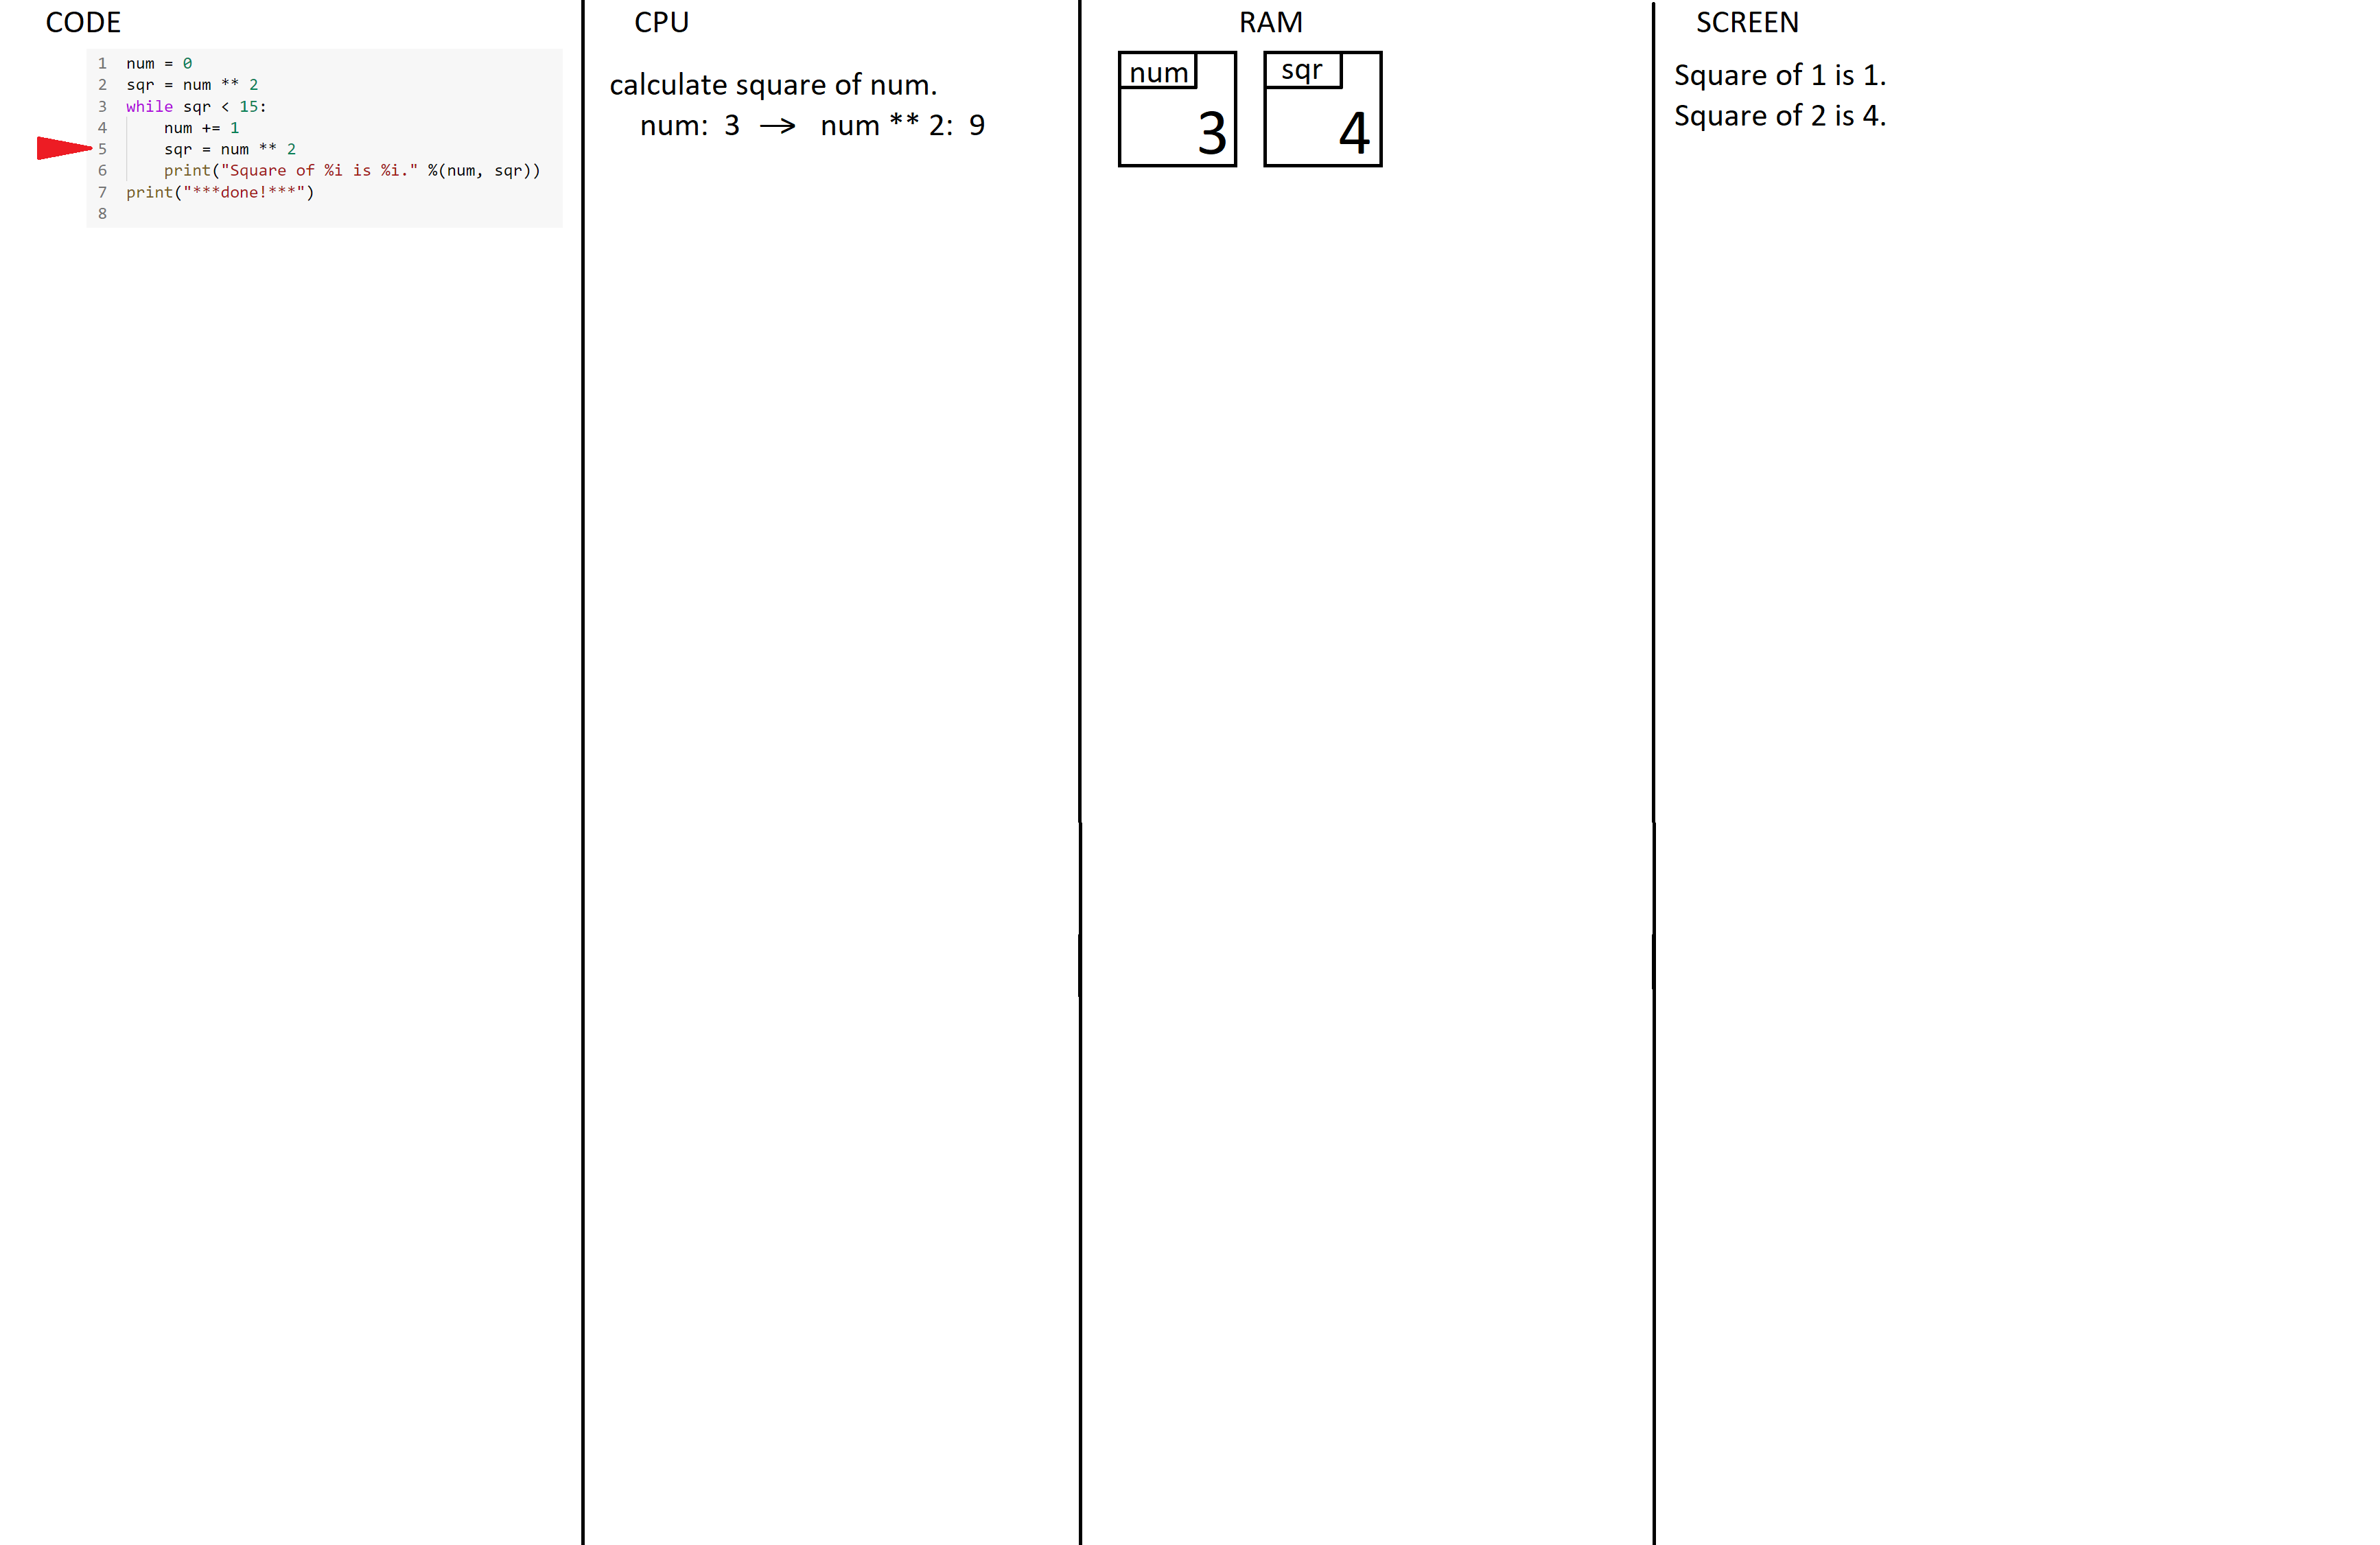 CODE
1 num = 0
2 sqr = num ** 2
3 while sqr < 15:
4     num += 1
5     sqr = num ** 2
6     print("Square of %i is %i." %(num, sqr))
7 print("***done!***")
8
CPU
calculate square of num.
num: 3 → num ** 2: 9
RAM
num
3
sqr
4
SCREEN
Square of 1 is 1.
Square of 2 is 4.